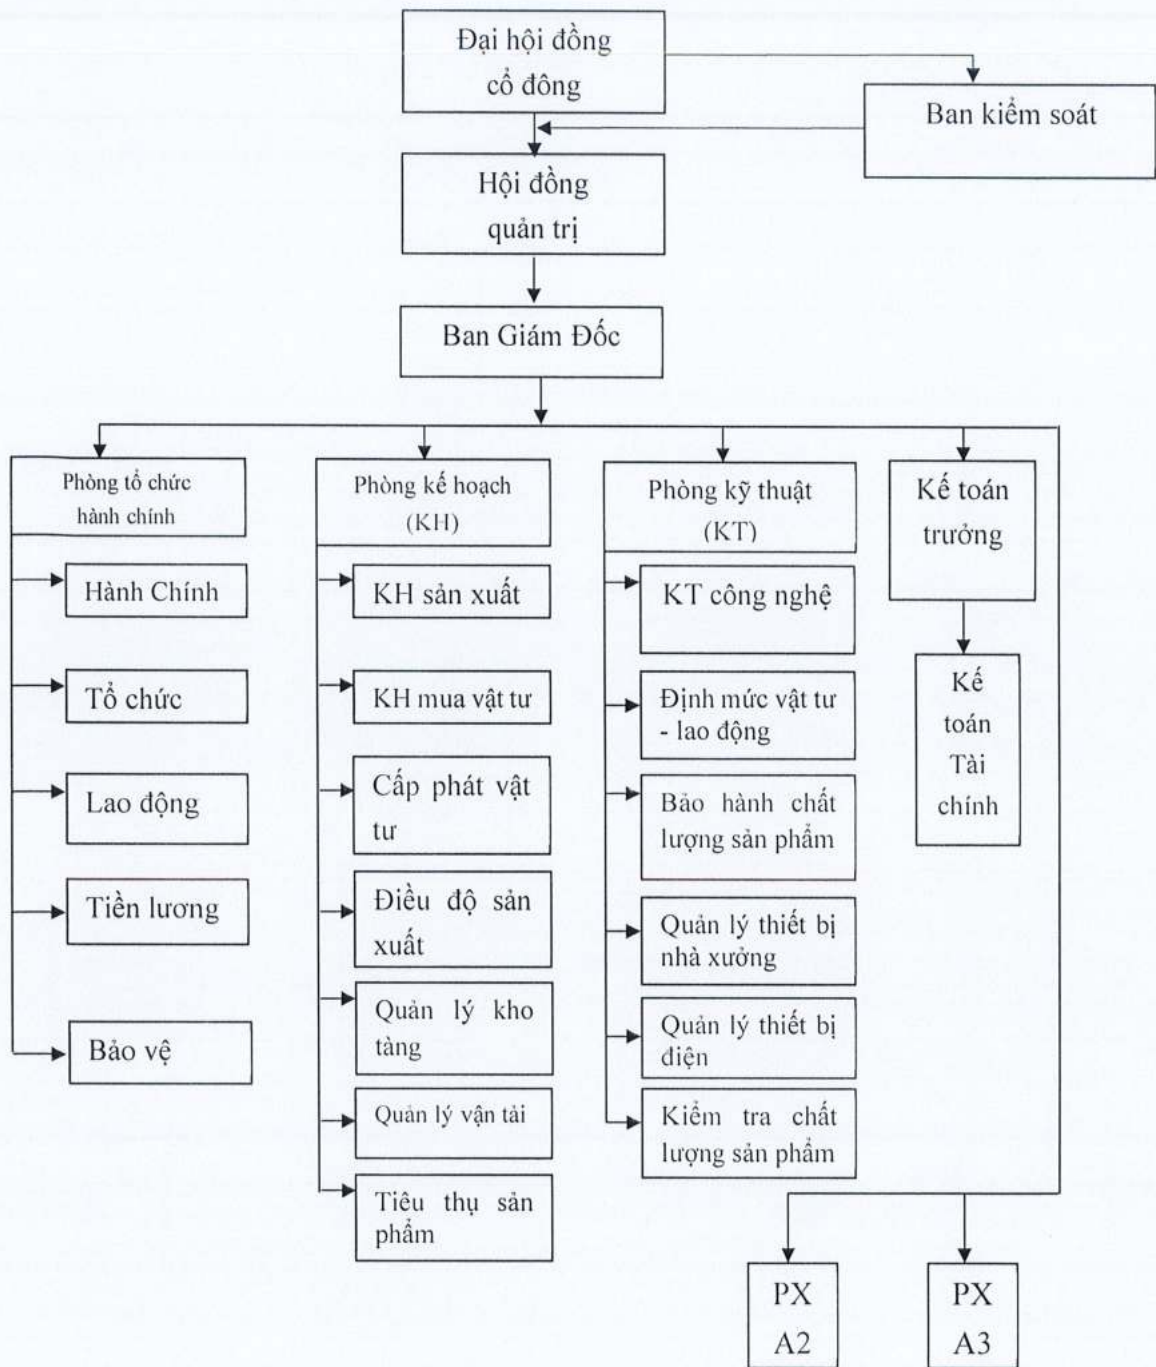 Đại hội đồng
cổ đông
Ban kiểm soát
Hội đồng
quản trị
Ban Giám Đốc
Phòng tổ chức
hành chính
Hành Chính
Tổ chức
Lao động
Tiền lương
Bảo vệ
Phòng kế hoạch
(KH)
KH sản xuất
KH mua vật tư
Cấp phát vật
tư
Điều độ sản
xuất
Quản lý kho
tàng
Quản lý vận tải
Tiêu thụ sản
phẩm
Phòng kỹ thuật
(KT)
KT công nghệ
Định mức vật tư
- lao động
Bảo hành chất
lượng sản phẩm
Quản lý thiết bị
nhà xưởng
Quản lý thiết bị
điện
Kiểm tra chất
lượng sản phẩm
Kế toán
trưởng
Kế
toán
Tài
chính
PX
A2
PX
A3